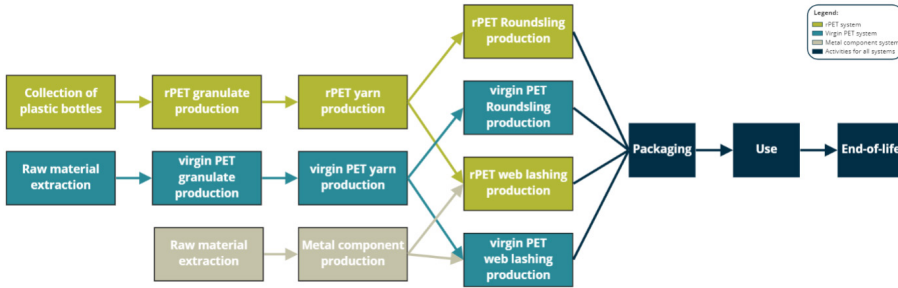 rPET Roundsling
production
Legend:
rPET system
Virgin PET system
Metal component system
Activities for all systems
Collection of
plastic bottles
rPET granulate
production
rPET yarn
production
virgin PET
Roundsling
production
Raw material
extraction
virgin PET
granulate
production
virgin PET yarn
production
rPET web lashing
production
Packaging
Use
End-of-life
Raw material
extraction
Metal component
production
virgin PET
web lashing
production